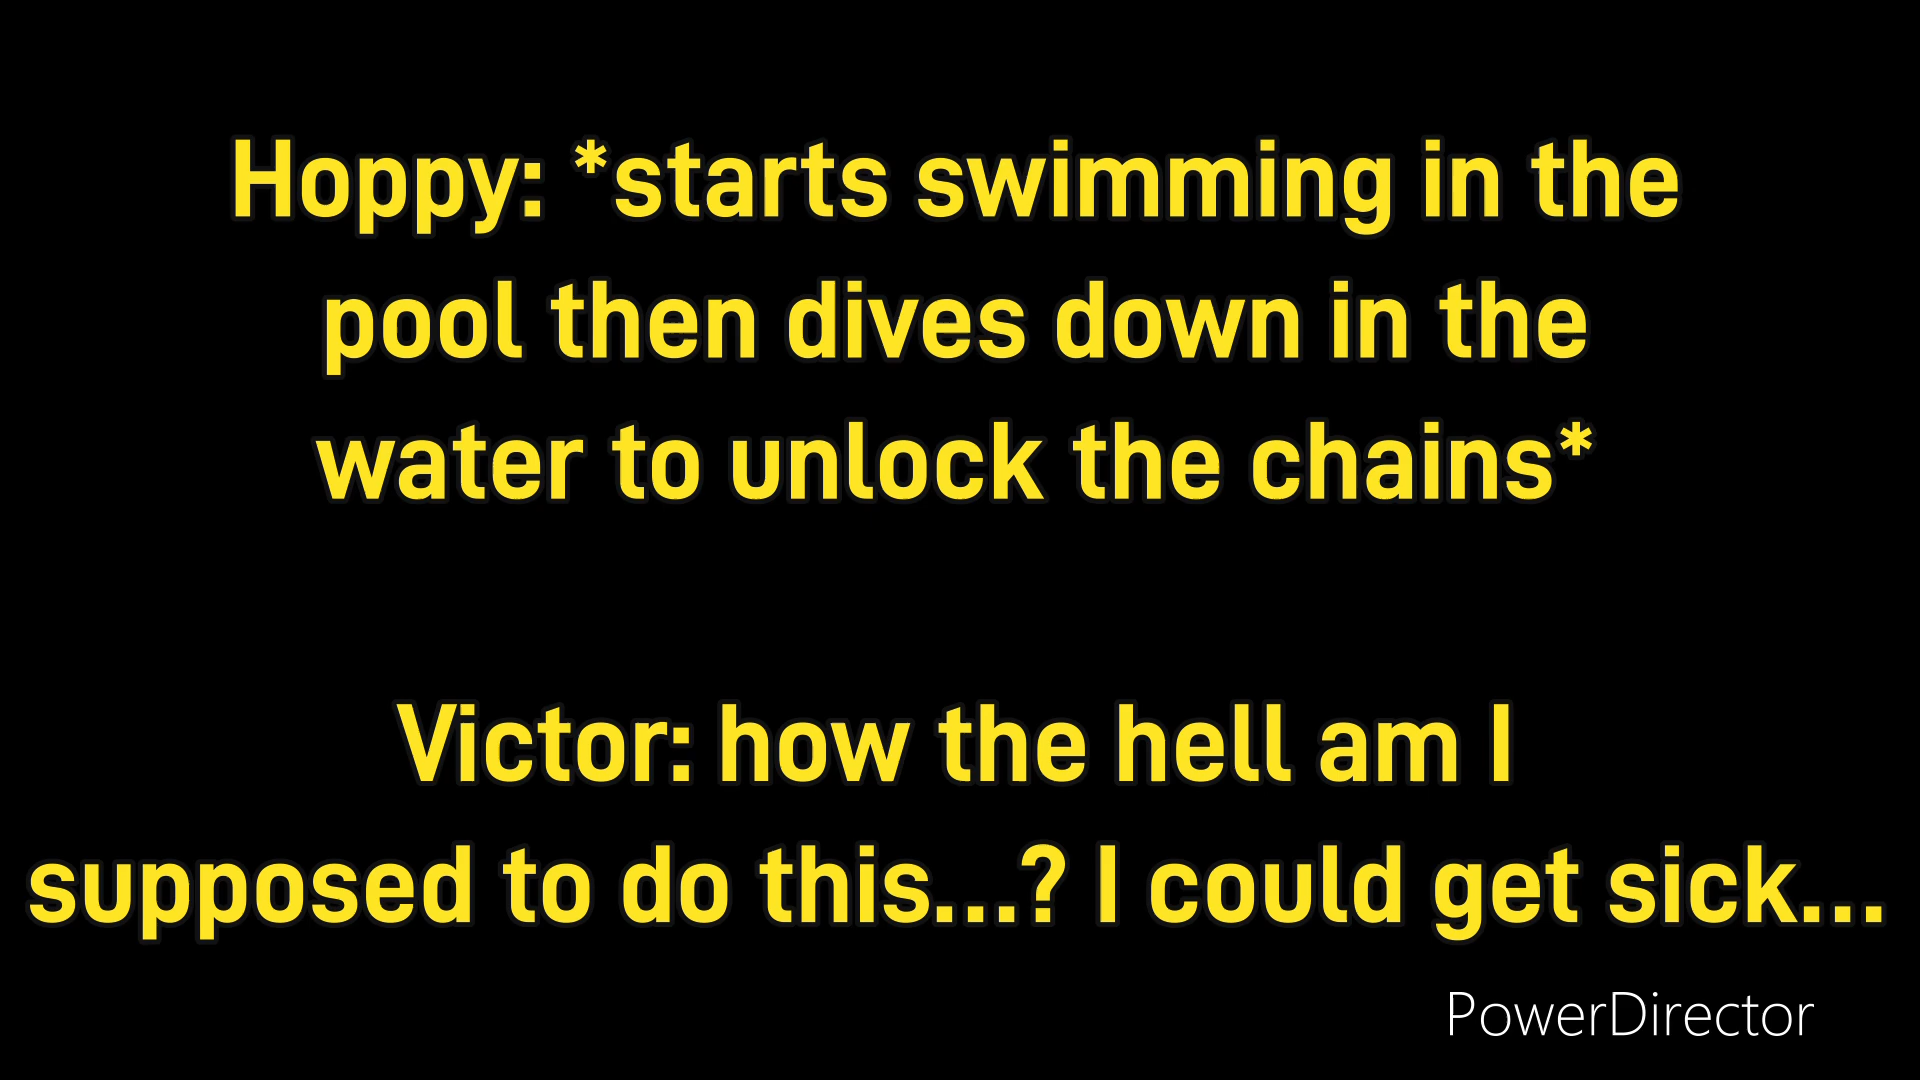 Hoppy: *starts swimming in the
pool then dives down in the
water to unlock the chains*
Victor: how the hell am I
supposed to do this...? I could get sick...
PowerDirector